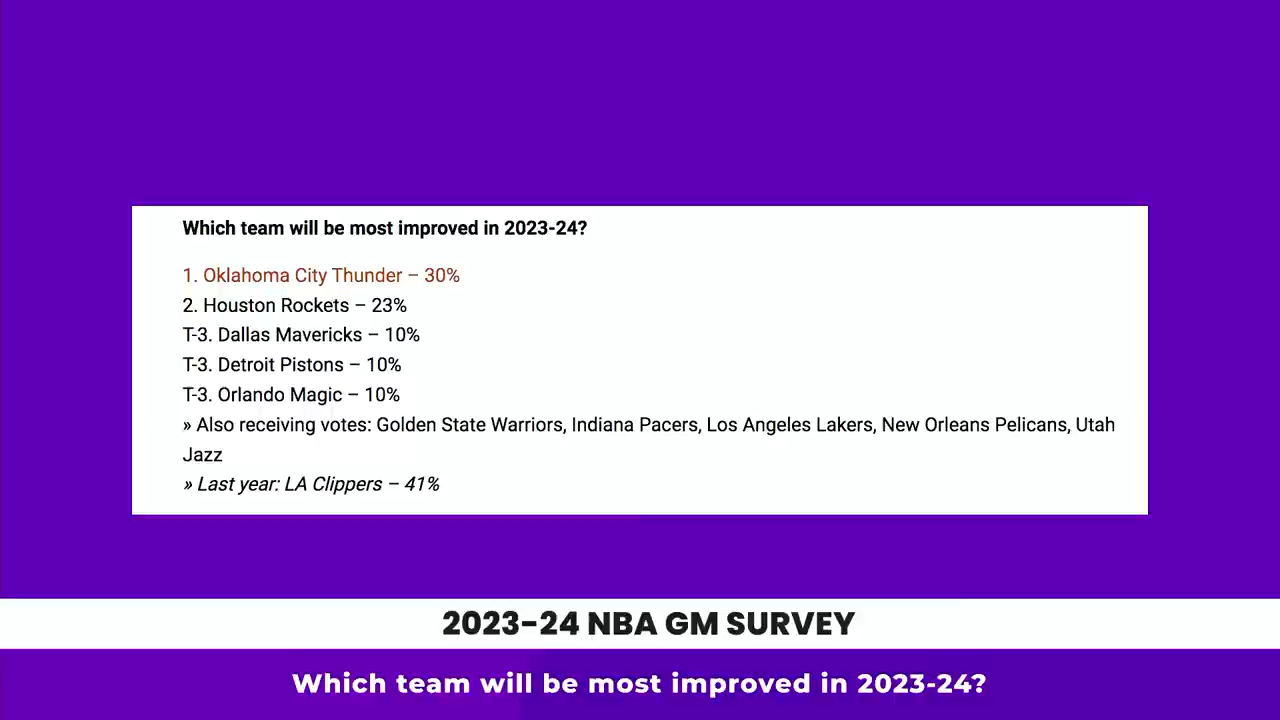 Which team will be most improved in 2023-24?
1. Oklahoma City Thunder – 30%
2. Houston Rockets – 23%
T-3. Dallas Mavericks – 10%
T-3. Detroit Pistons – 10%
T-3. Orlando Magic – 10%
» Also receiving votes: Golden State Warriors, Indiana Pacers, Los Angeles Lakers, New Orleans Pelicans, Utah
Jazz
» Last year: LA Clippers – 41%
2023-24 NBA GM SURVEY
Which team will be most improved in 2023-24?